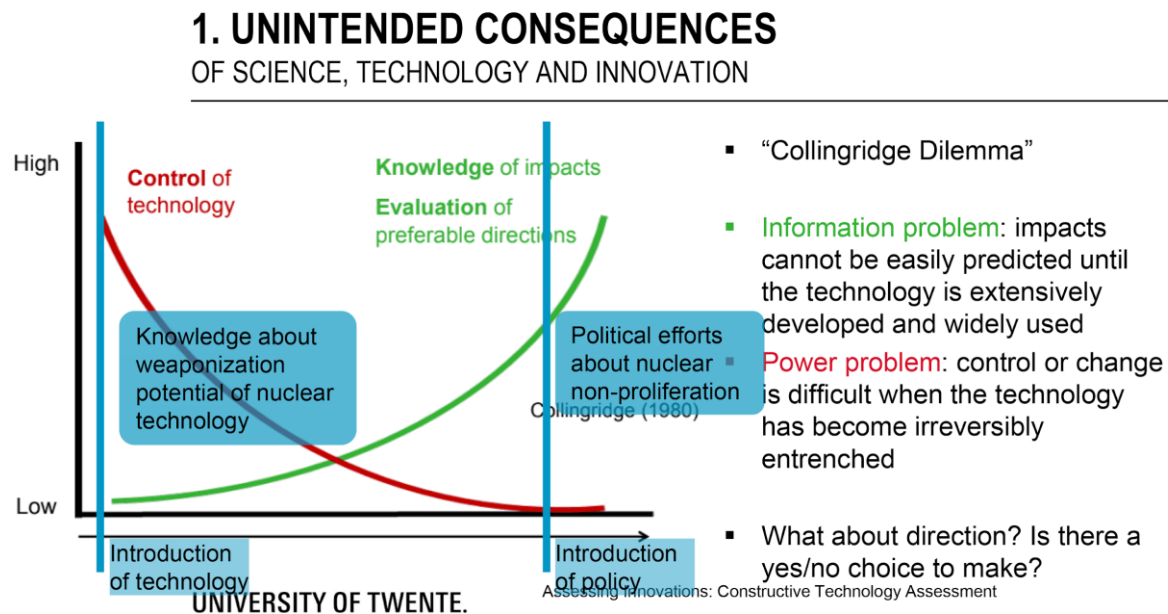 1. UNINTENDED CONSEQUENCES
OF SCIENCE, TECHNOLOGY AND INNOVATION
High
Control of
technology
Knowledge of impacts
Evaluation of
preferable directions
Knowledge about
weaponization
potential of nuclear
technology
Political efforts
about nuclear
non-proliferation
Collingridge (1980)
Low
Introduction
of technology
Introduction
of policy
▪ “Collingridge Dilemma”
▪ Information problem: impacts
cannot be easily predicted until
the technology is extensively
developed and widely used
▪ Power problem: control or change
is difficult when the technology
has become irreversibly
entrenched
▪ What about direction? Is there a
yes/no choice to make?
UNIVERSITY OF TWENTE.
Assessing Innovations: Constructive Technology Assessment